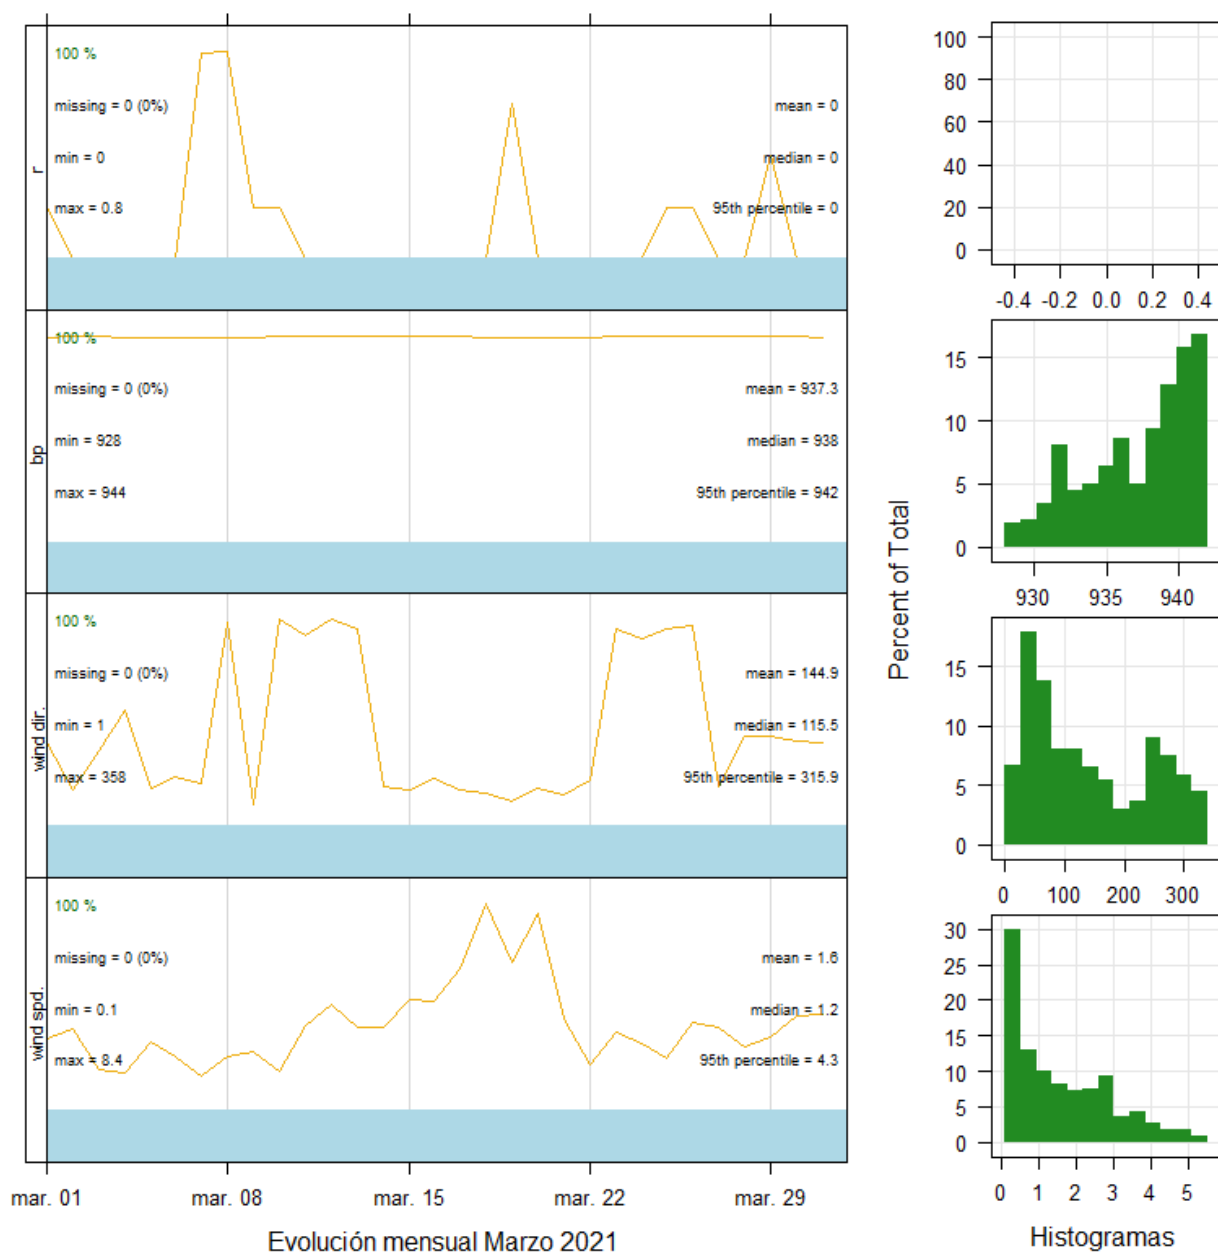 r
100 %
missing = 0 (0%)
min = 0
max = 0.8
mean = 0
median = 0
95th percentile = 0
bp
100 %
missing = 0 (0%)
min = 928
max = 944
mean = 937.3
median = 938
95th percentile = 942
wind dir.
100 %
missing = 0 (0%)
min = 1
max = 358
mean = 144.9
median = 115.5
95th percentile = 315.9
wind spd.
100 %
missing = 0 (0%)
min = 0.1
max = 8.4
mean = 1.6
median = 1.2
95th percentile = 4.3
mar. 01 mar. 08 mar. 15 mar. 22 mar. 29
Evolución mensual Marzo 2021
Percent of Total
100
80
60
40
20
0
-0.4 -0.2 0.0 0.2 0.4
15
10
5
0
930 935 940
15
10
5
0
0 100 200 300
30
25
20
15
10
5
0
0 1 2 3 4 5
Histogramas